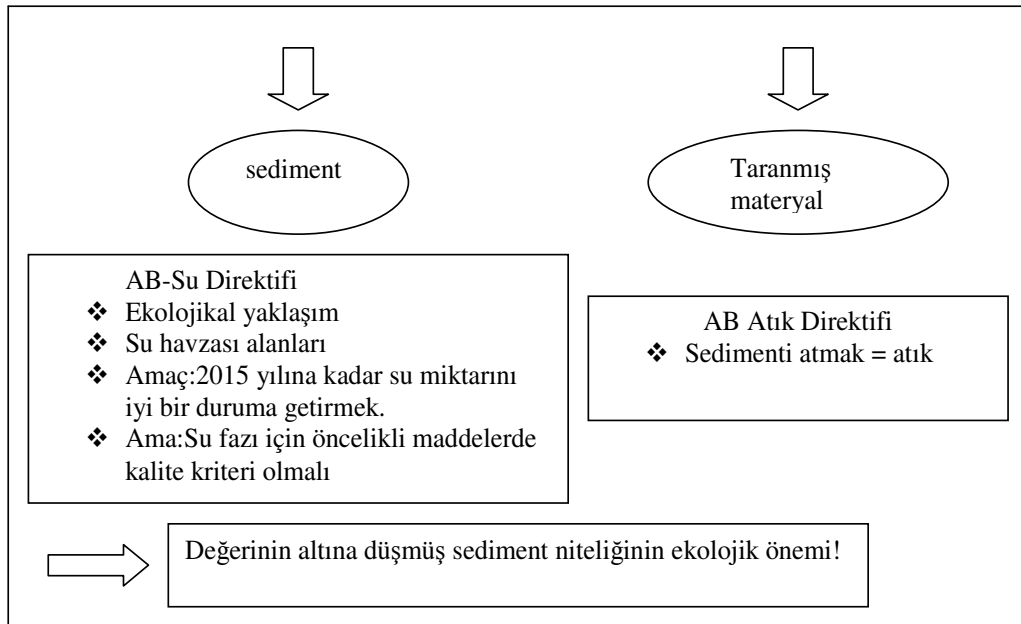 sediment
Taranmış
materyal
AB-Su Direktifi
❖ Ekolojikal yaklaşım
❖ Su havzası alanları
❖ Amaç:2015 yılına kadar su miktarını
iyi bir duruma getirmek.
❖ Ama:Su fazı için öncelikli maddelerde
kalite kriteri olmalı
AB Atık Direktifi
❖ Sedimenti atmak = atık
Değerinin altına düşmüş sediment niteliğinin ekolojik önemi!